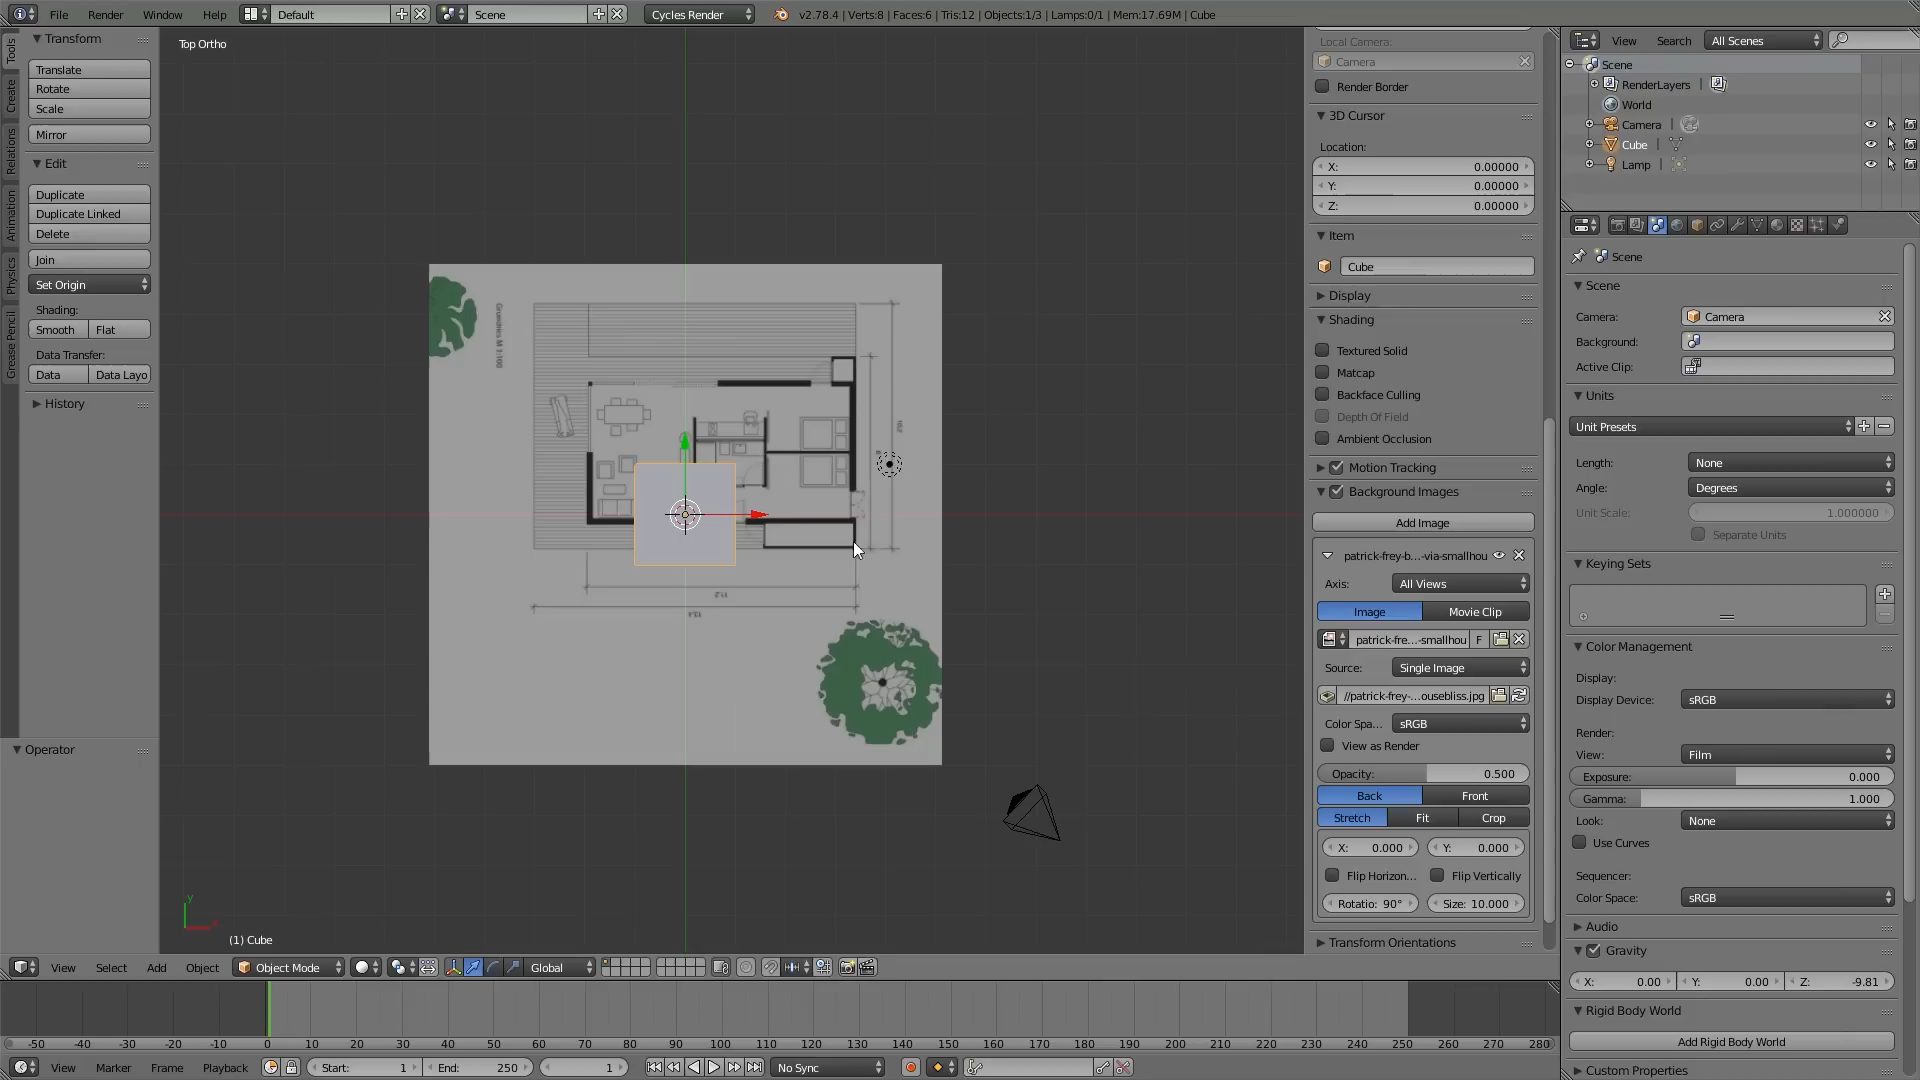 File Render Window Help Default Scene Cycles Render v2.78.4 | Verts:8 | Faces:6 | Tris:12 | Objects:1/3 | Lamps:0/1 | Mem:17.69M | Cube
Tools
Create
Relations
Animation
Physics
Grease Pencil
Transform
Translate
Rotate
Scale
Mirror
Edit
Duplicate
Duplicate Linked
Delete
Join
Set Origin
Shading:
Smooth Flat
Data Transfer:
Data Data Layo
History
Operator
Top Ortho
Grundriss M 1:100
11.2
13.4
(1) Cube
Local Camera:
Camera
Render Border
3D Cursor
Location:
X: 0.00000
Y: 0.00000
Z: 0.00000
Item
Cube
Display
Shading
Textured Solid
Matcap
Backface Culling
Depth Of Field
Ambient Occlusion
Motion Tracking
Background Images
Add Image
patrick-frey-b...-via-smallhou
Axis: All Views
Image Movie Clip
patrick-fre...-smallhou F
Source: Single Image
//patrick-frey-...ousebliss.jpg
Color Spa... sRGB
View as Render
Opacity: 0.500
Back Front
Stretch Fit Crop
X: 0.000 Y: 0.000
Flip Horizon... Flip Vertically
Rotatio: 90° Size: 10.000
Transform Orientations
View Search All Scenes
Scene
RenderLayers
World
Camera
Cube
Lamp
Scene
Scene
Camera: Camera
Background:
Active Clip:
Units
Unit Presets
Length: None
Angle: Degrees
Unit Scale: 1.000000
Separate Units
Keying Sets
Color Management
Display:
Display Device: sRGB
Render:
View: Film
Exposure: 0.000
Gamma: 1.000
Look: None
Use Curves
Sequencer:
Color Space: sRGB
Audio
Gravity
X: 0.00 Y: 0.00 Z: -9.81
Rigid Body World
Add Rigid Body World
Custom Properties
View Select Add Object Object Mode Global
-50 -40 -30 -20 -10 0 10 20 30 40 50 60 70 80 90 100 110 120 130 140 150 160 170 180 190 200 210 220 230 240 250 260 270 280
View Marker Frame Playback Start: 1 End: 250 1 No Sync